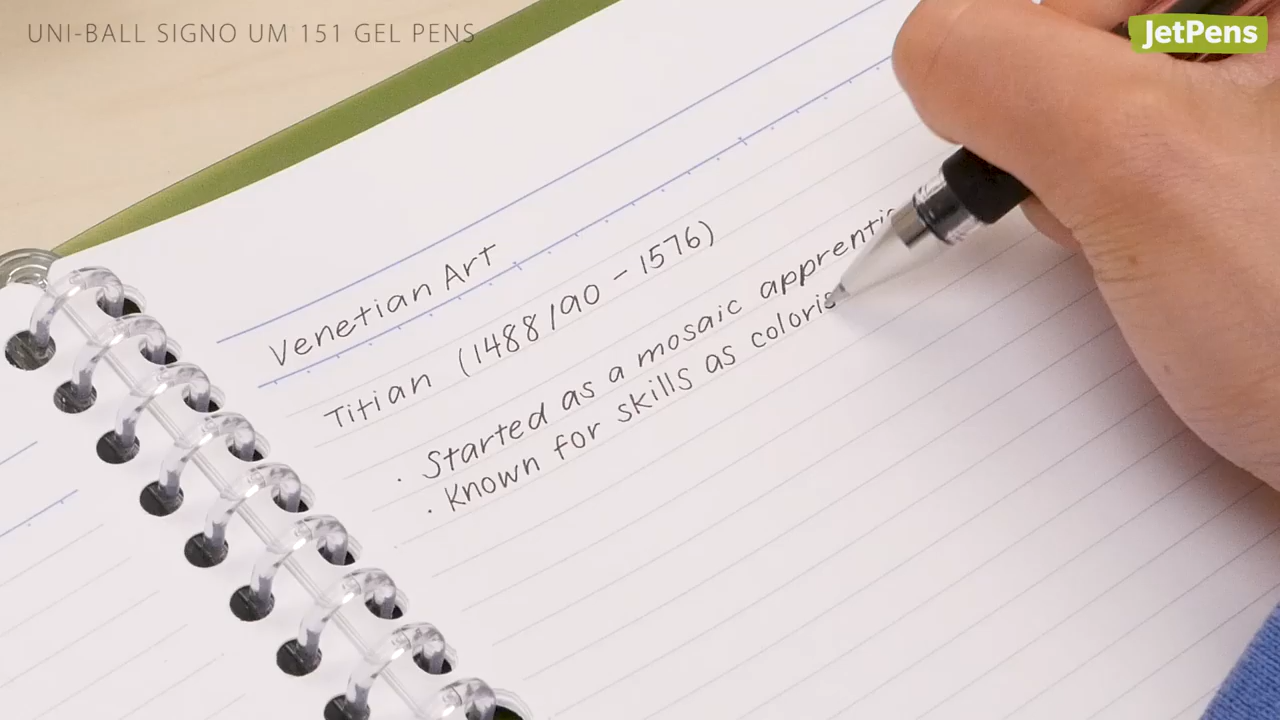 UNI-BALL SIGNO UM 151 GEL PENS
JetPens
Venetian Art
Titian (1488/90 - 1576)
· Started as a mosaic apprenti
· Known for skills as coloris